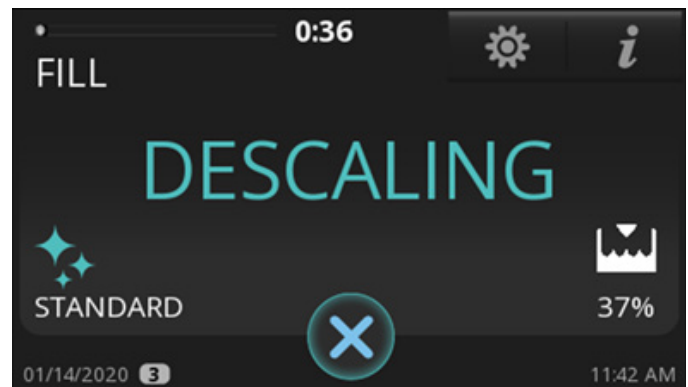 0:36
FILL
DESCALING
STANDARD
37%
01/14/2020 3
11:42 AM